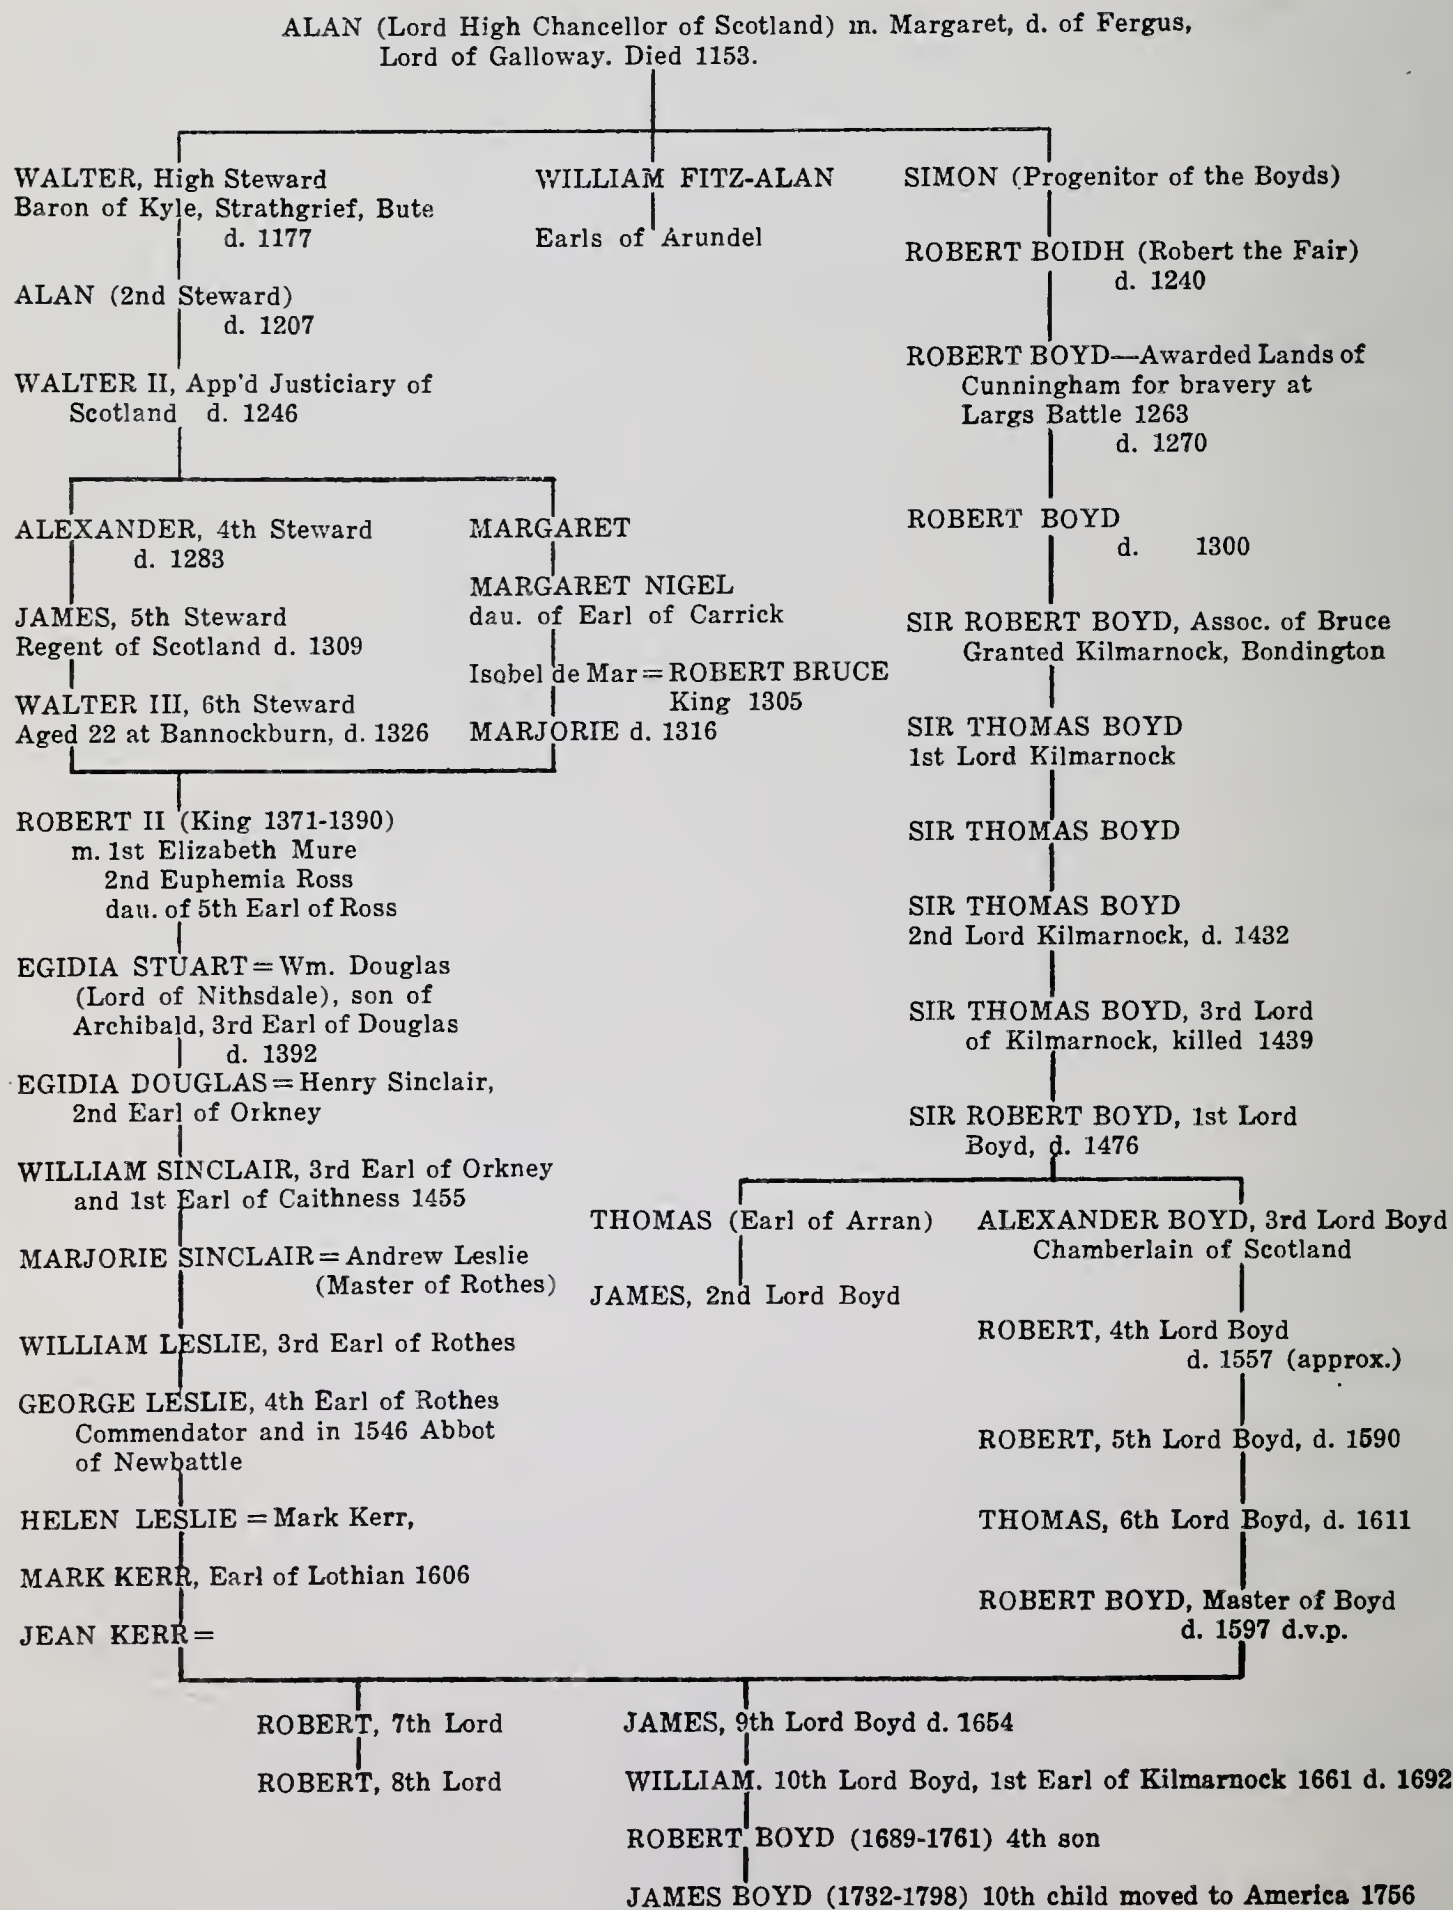 ALAN (Lord High Chancellor of Scotland) m. Margaret, d. of Fergus,
Lord of Galloway. Died 1153.
WALTER, High Steward
Baron of Kyle, Strathgrief, Bute
d. 1177
ALAN (2nd Steward)
d. 1207
WALTER II, App'd Justiciary of
Scotland d. 1246
ALEXANDER, 4th Steward
d. 1283
JAMES, 5th Steward
Regent of Scotland d. 1309
WALTER III, 6th Steward
Aged 22 at Bannockburn, d. 1326
MARGARET
MARGARET NIGEL
dau. of Earl of Carrick
Isobel de Mar = ROBERT BRUCE
King 1305
MARJORIE d. 1316
ROBERT II (King 1371-1390)
m. 1st Elizabeth Mure
2nd Euphemia Ross
dau. of 5th Earl of Ross
EGIDIA STUART = Wm. Douglas
(Lord of Nithsdale), son of
Archibald, 3rd Earl of Douglas
d. 1392
EGIDIA DOUGLAS = Henry Sinclair,
2nd Earl of Orkney
WILLIAM SINCLAIR, 3rd Earl of Orkney
and 1st Earl of Caithness 1455
MARJORIE SINCLAIR = Andrew Leslie
(Master of Rothes)
WILLIAM LESLIE, 3rd Earl of Rothes
GEORGE LESLIE, 4th Earl of Rothes
Commendator and in 1546 Abbot
of Newbattle
HELEN LESLIE = Mark Kerr,
MARK KERR, Earl of Lothian 1606
JEAN KERR =
WILLIAM FITZ-ALAN
Earls of Arundel
SIMON (Progenitor of the Boyds)
ROBERT BOIDH (Robert the Fair)
d. 1240
ROBERT BOYD—Awarded Lands of
Cunningham for bravery at
Largs Battle 1263
d. 1270
ROBERT BOYD
d. 1300
SIR ROBERT BOYD, Assoc. of Bruce
Granted Kilmarnock, Bondington
SIR THOMAS BOYD
1st Lord Kilmarnock
SIR THOMAS BOYD
SIR THOMAS BOYD
2nd Lord Kilmarnock, d. 1432
SIR THOMAS BOYD, 3rd Lord
of Kilmarnock, killed 1439
SIR ROBERT BOYD, 1st Lord
Boyd, d. 1476
THOMAS (Earl of Arran)
JAMES, 2nd Lord Boyd
ALEXANDER BOYD, 3rd Lord Boyd
Chamberlain of Scotland
ROBERT, 4th Lord Boyd
d. 1557 (approx.)
ROBERT, 5th Lord Boyd, d. 1590
THOMAS, 6th Lord Boyd, d. 1611
ROBERT BOYD, Master of Boyd
d. 1597 d.v.p.
ROBERT, 7th Lord
ROBERT, 8th Lord
JAMES, 9th Lord Boyd d. 1654
WILLIAM. 10th Lord Boyd, 1st Earl of Kilmarnock 1661 d. 1692
ROBERT BOYD (1689-1761) 4th son
JAMES BOYD (1732-1798) 10th child moved to America 1756